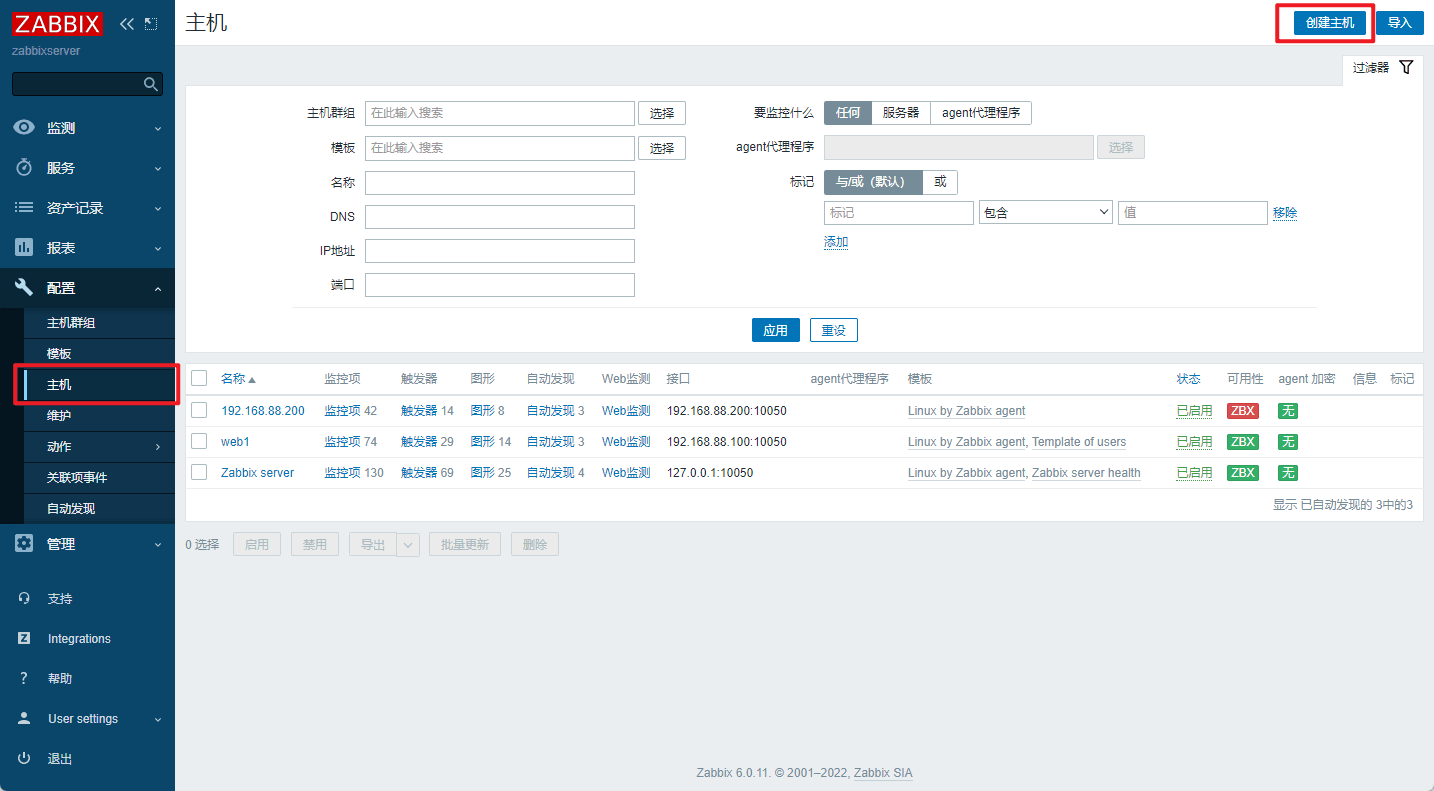 ZABBIX
zabbixserver
监测
服务
资产记录
报表
配置
主机群组
模板
主机
维护
动作
关联项事件
自动发现
管理
支持
Integrations
帮助
User settings
退出
主机
创建主机 导入
过滤器
主机群组 在此输入搜索 选择
模板 在此输入搜索 选择
名称
DNS
IP地址
端口
要监控什么 任何 服务器 agent代理程序
agent代理程序 选择
标记 与/或（默认） 或
标记 包含 值 移除
添加
应用 重设
名称 监控项 触发器 图形 自动发现 Web监测 接口 agent代理程序 模板 状态 可用性 agent 加密 信息 标记
192.168.88.200 监控项 42 触发器 14 图形 8 自动发现 3 Web监测 192.168.88.200:10050 Linux by Zabbix agent 已启用 ZBX 无
web1 监控项 74 触发器 29 图形 14 自动发现 3 Web监测 192.168.88.100:10050 Linux by Zabbix agent, Template of users 已启用 ZBX 无
Zabbix server 监控项 130 触发器 69 图形 25 自动发现 4 Web监测 127.0.0.1:10050 Linux by Zabbix agent, Zabbix server health 已启用 ZBX 无
显示 已自动发现的 3中的3
0 选择 启用 禁用 导出 批量更新 删除
Zabbix 6.0.11. © 2001–2022, Zabbix SIA